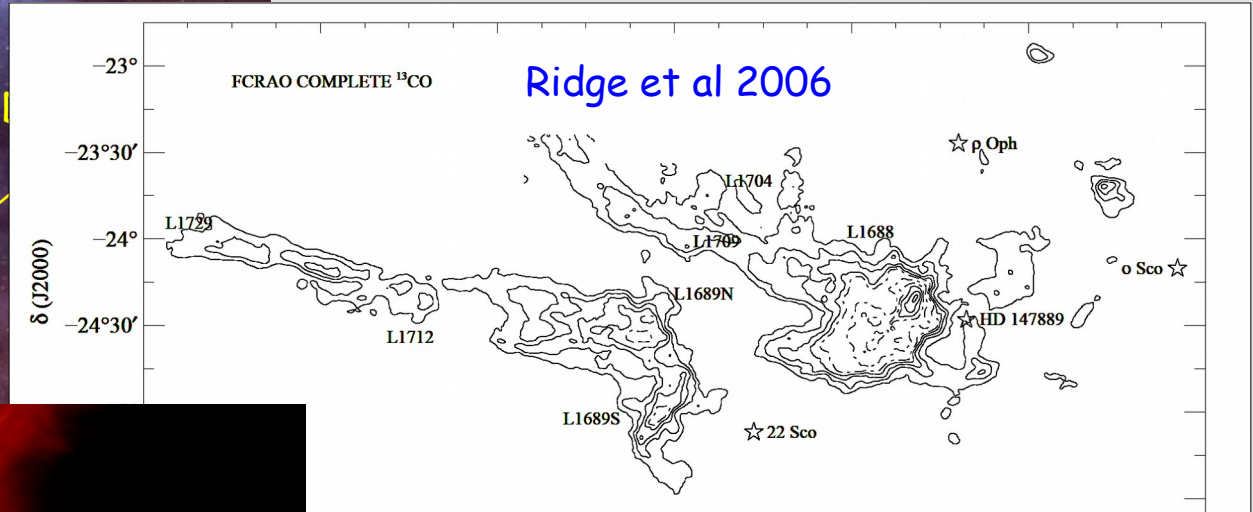 Ridge et al 2006
FCRAO COMPLETE ¹³CO
−23°
−23°30′
−24°
−24°30′
δ (J2000)
ρ Oph
L1704
L1729
L1709
L1688
ο Sco
L1689N
HD 147889
L1712
L1689S
22 Sco